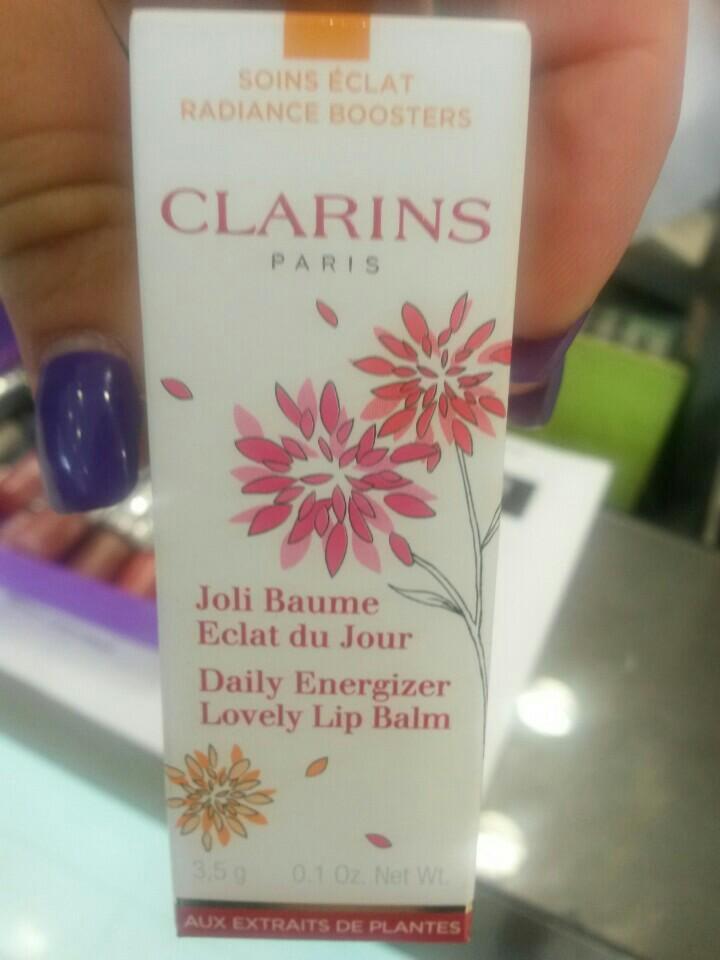 SOINS ÉCLAT
RADIANCE BOOSTERS
CLARINS
PARIS
Joli Baume
Eclat du Jour
Daily Energizer
Lovely Lip Balm
3,5 g 0.1 Oz. Net Wt.
AUX EXTRAITS DE PLANTES